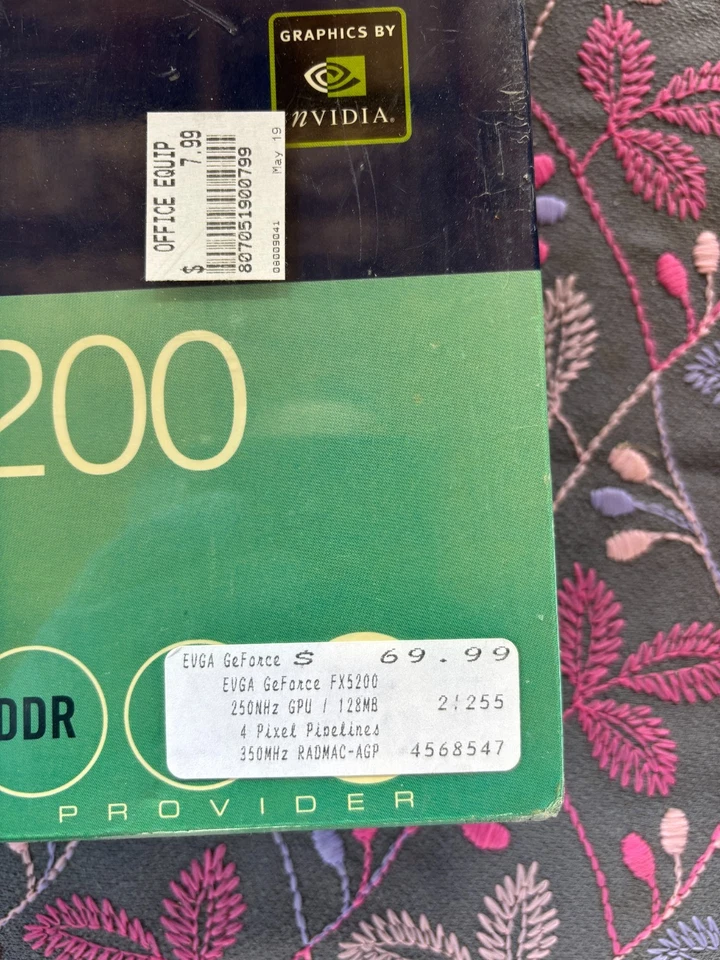 GRAPHICS BY
nVIDIA®
OFFICE EQUIP
$ 7.99
807051900799
08009041 May 19
200
EVGA GeForce $ 69.99
EVGA GeForce FX5200
250NHz GPU / 128MB 2!255
4 Pixel Pipelines
350MHz RADMAC-AGP 4568547
DDR
PROVIDER